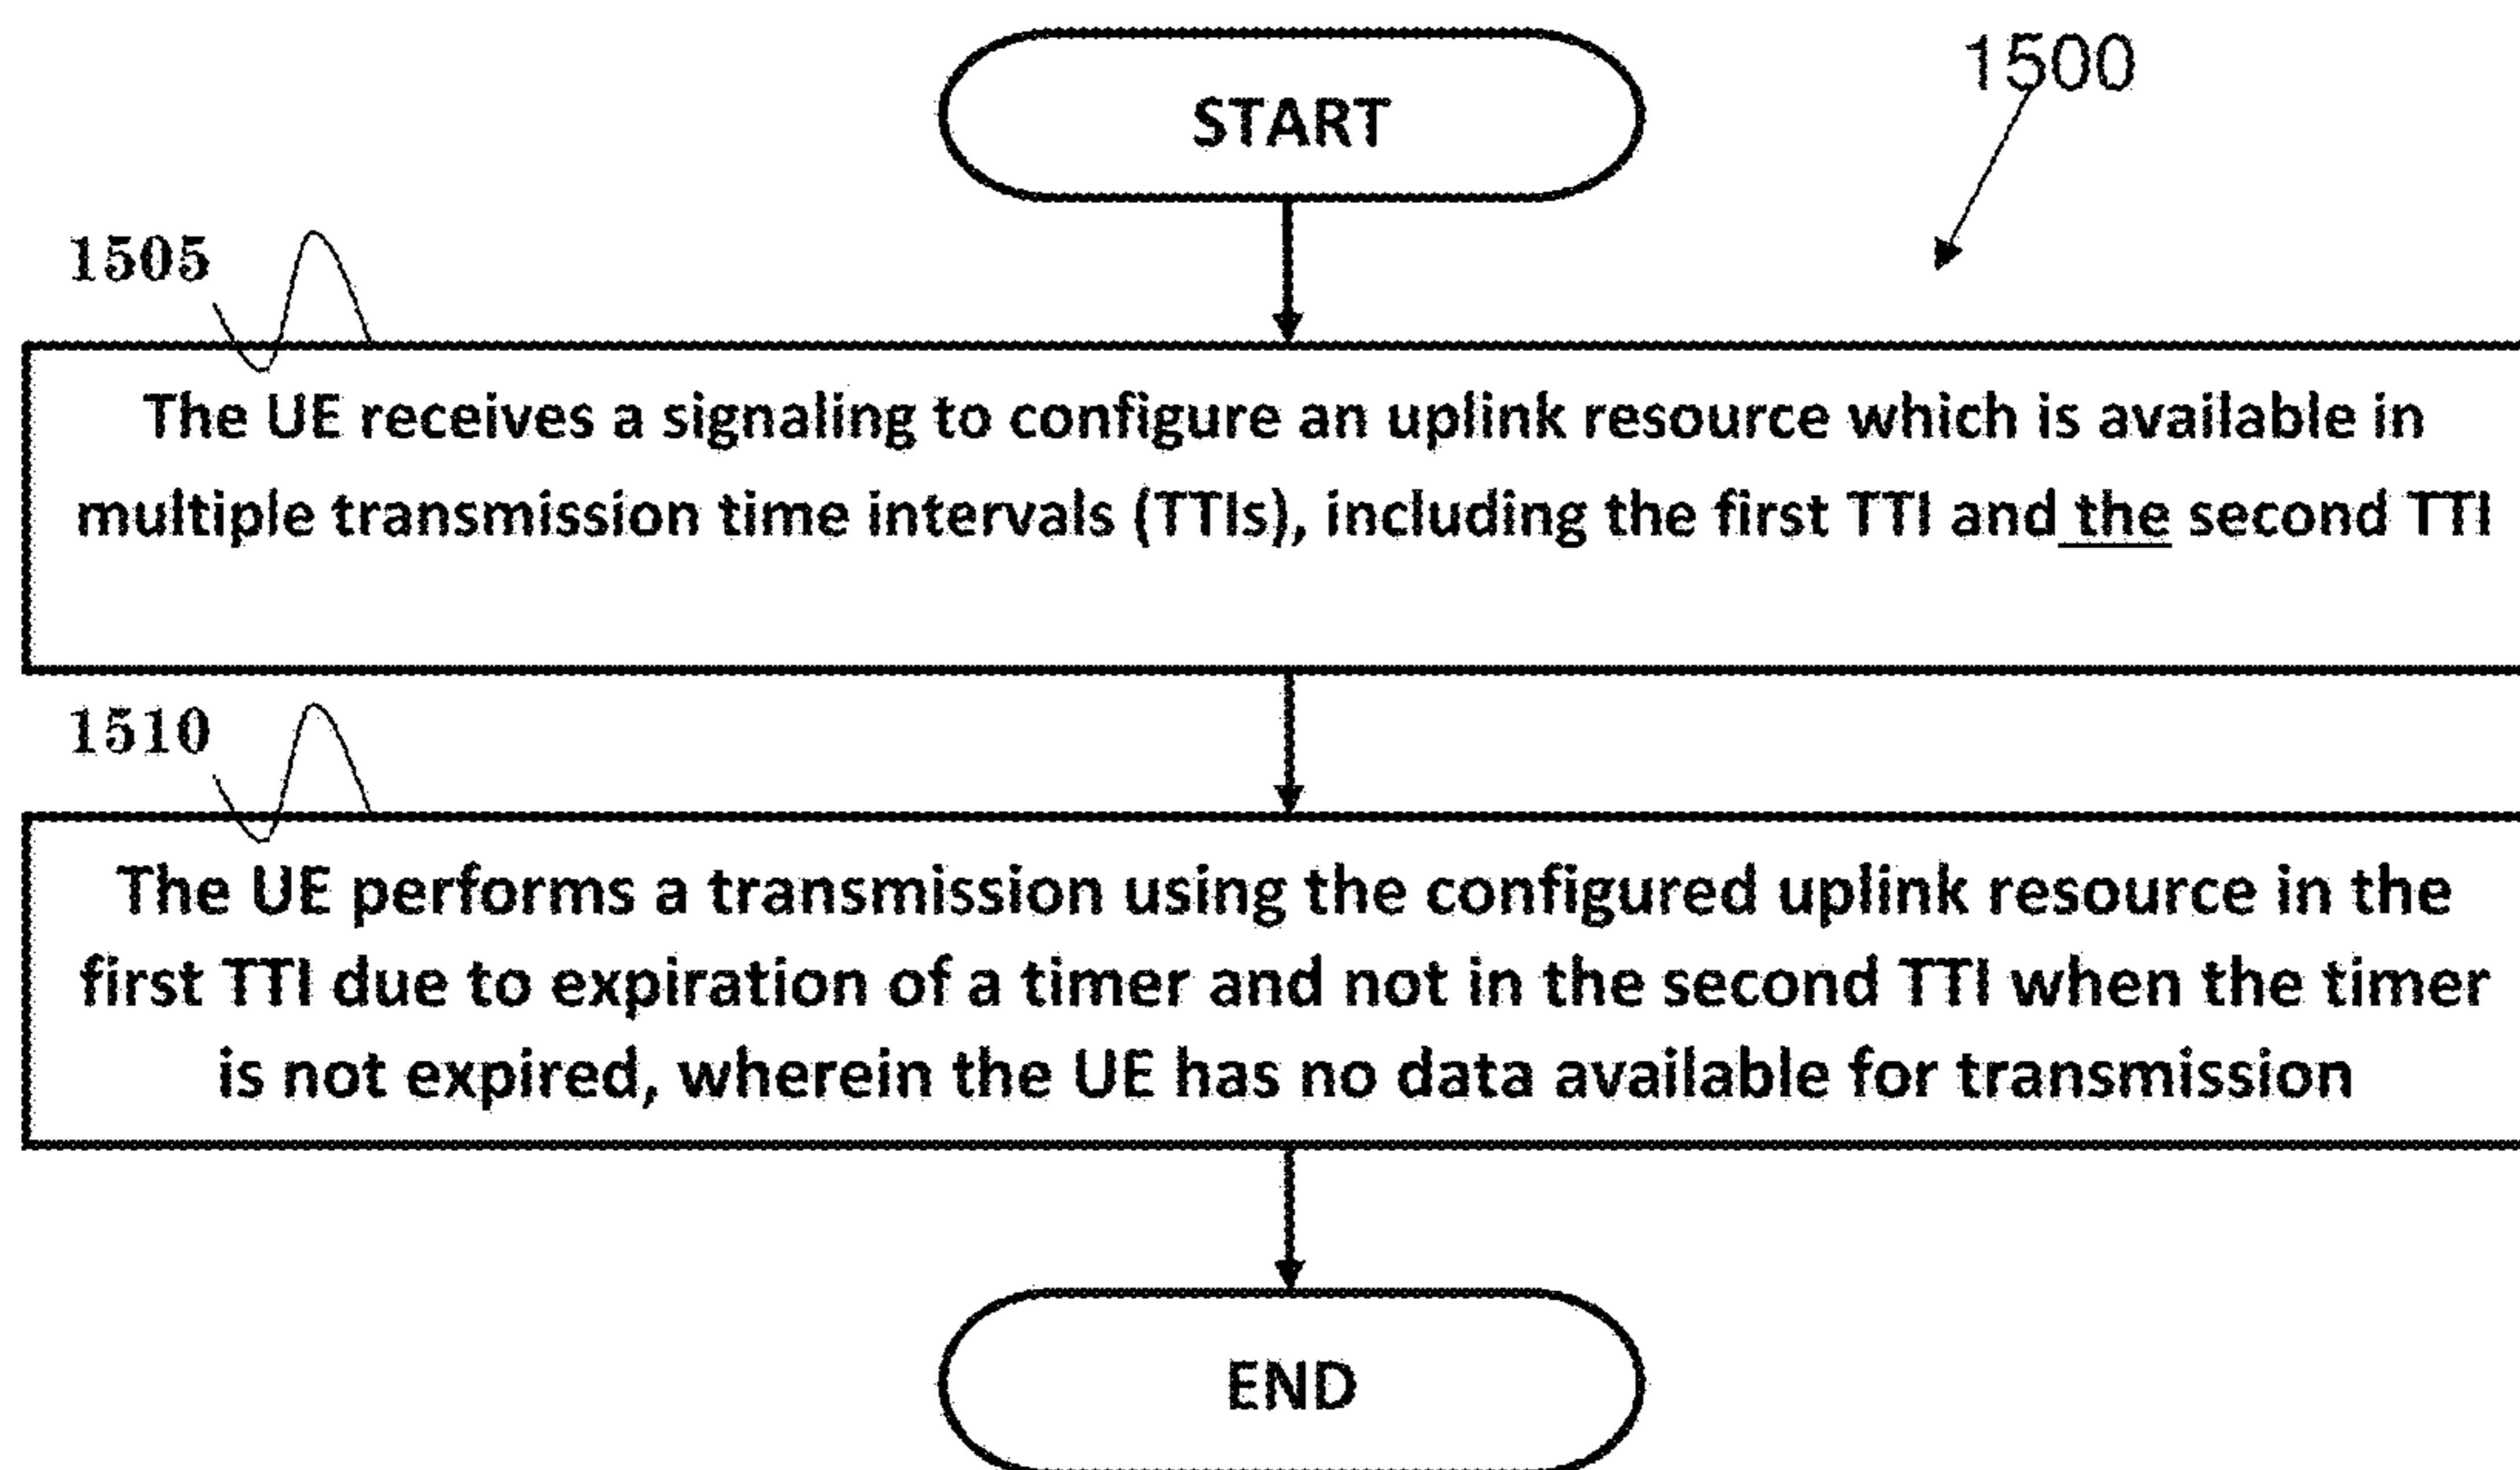 START
1500
1505
The UE receives a signaling to configure an uplink resource which is available in
multiple transmission time intervals (TTIs), including the first TTI and the second TTI
1510
The UE performs a transmission using the configured uplink resource in the
first TTI due to expiration of a timer and not in the second TTI when the timer
is not expired, wherein the UE has no data available for transmission
END